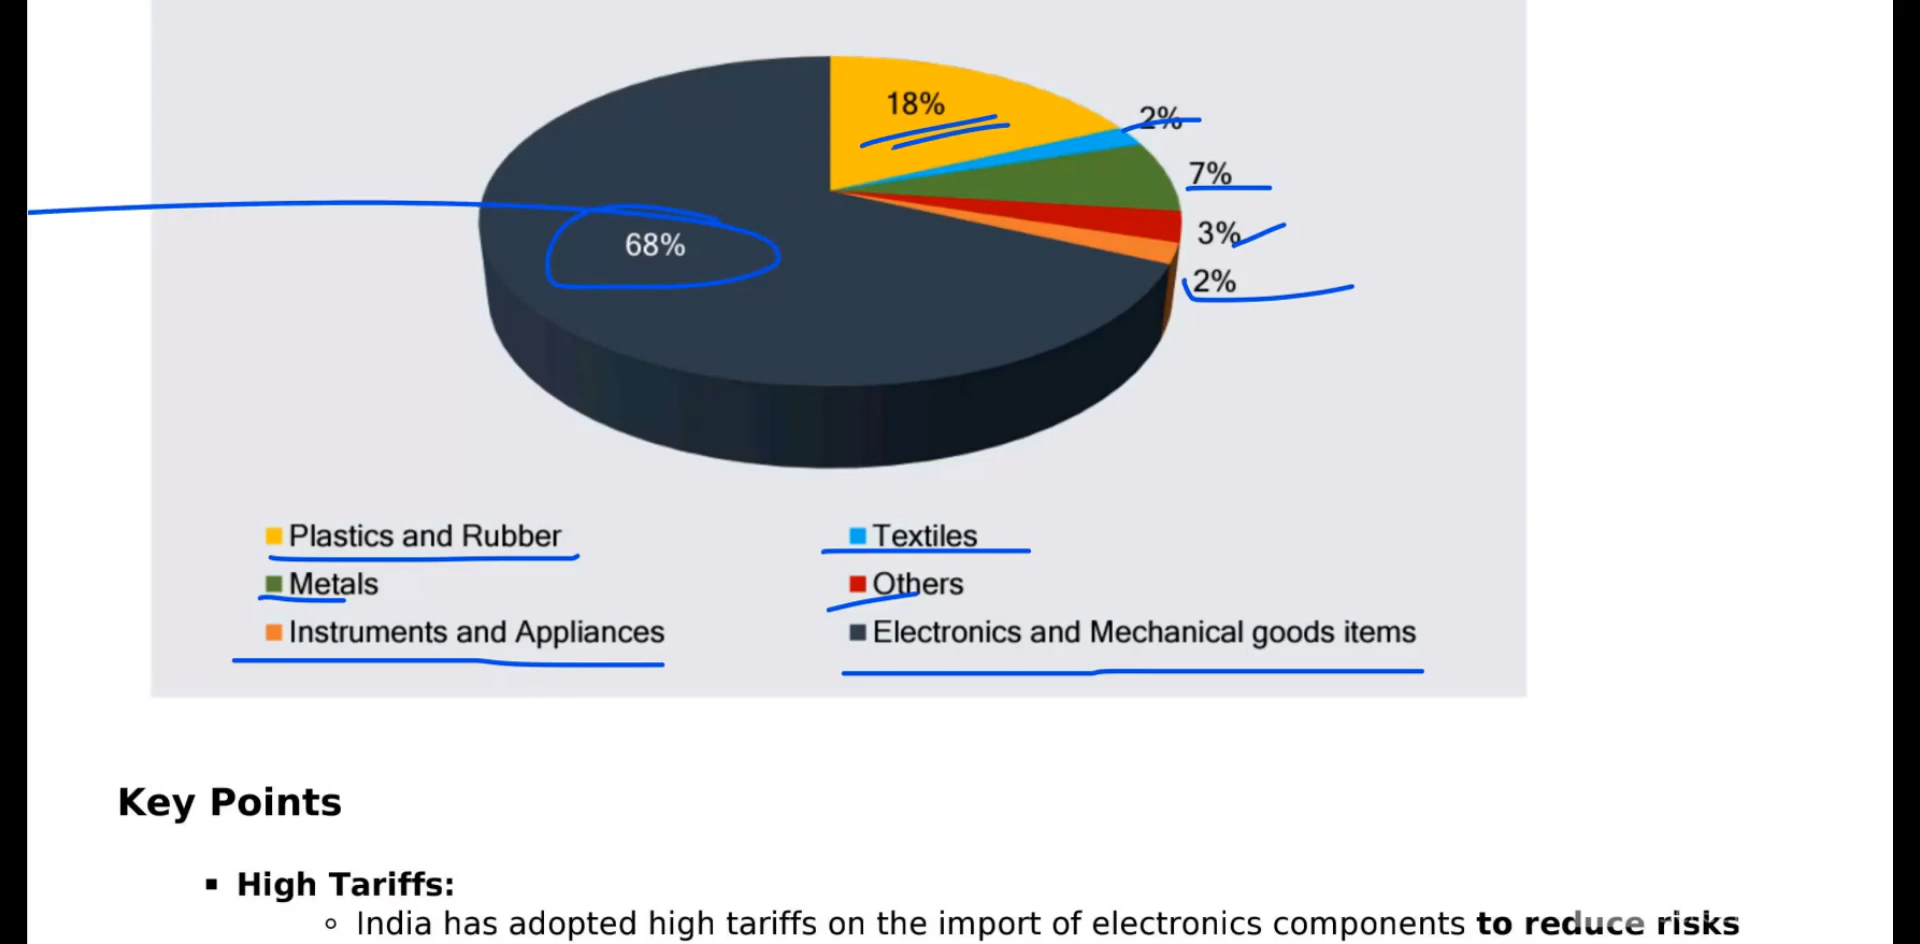 18%
2%
7%
3%
68%
2%
Plastics and Rubber
Textiles
Metals
Others
Instruments and Appliances
Electronics and Mechanical goods items
Key Points
High Tariffs:
India has adopted high tariffs on the import of electronics components to reduce risks